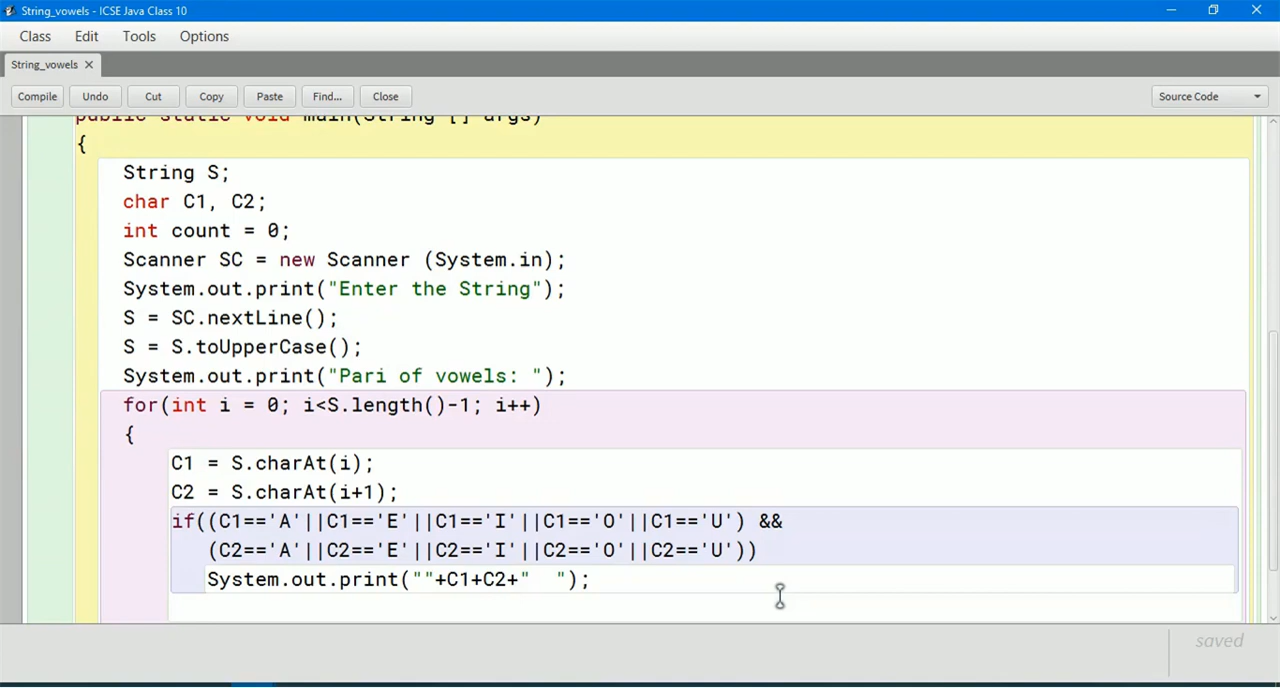 String_vowels - ICSE Java Class 10
Class Edit Tools Options
String_vowels
Compile Undo Cut Copy Paste Find... Close Source Code
public static void main(String [] args)
{
String S;
char C1, C2;
int count = 0;
Scanner SC = new Scanner (System.in);
System.out.print("Enter the String");
S = SC.nextLine();
S = S.toUpperCase();
System.out.print("Pari of vowels: ");
for(int i = 0; i<S.length()-1; i++)
{
C1 = S.charAt(i);
C2 = S.charAt(i+1);
if((C1=='A'||C1=='E'||C1=='I'||C1=='O'||C1=='U') &&
(C2=='A'||C2=='E'||C2=='I'||C2=='O'||C2=='U'))
System.out.print(""+C1+C2+"  ");
saved